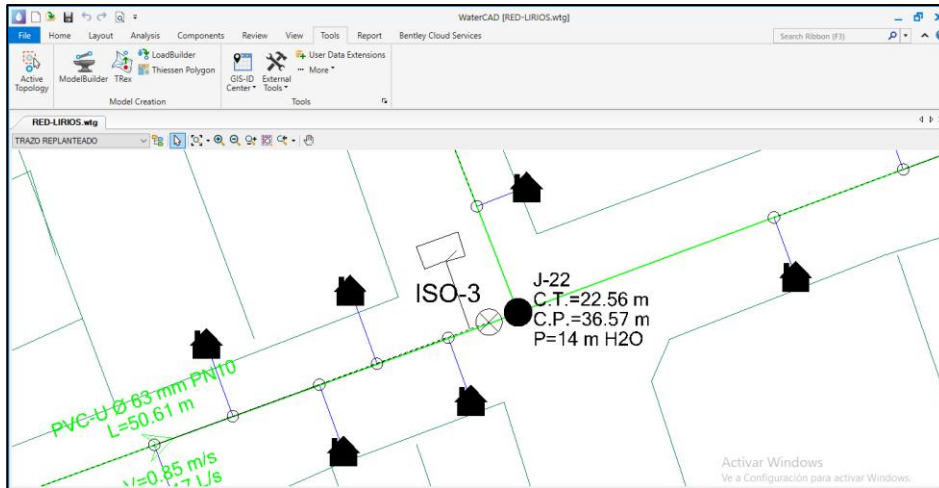 WaterCAD [RED-LIRIOS.wtg]
File Home Layout Analysis Components Review View Tools Report Bentley Cloud Services
Search Ribbon (F3)
Active Topology
ModelBuilder
TRex
LoadBuilder
Thiessen Polygon
GIS-ID Center
External Tools
User Data Extensions
More
Model Creation
Tools
RED-LIRIOS.wtg
TRAZO REPLANTEADO
ISO-3
J-22
C.T.=22.56 m
C.P.=36.57 m
P=14 m H2O
PVC-U Ø 63 mm PN10
L=50.61 m
V=0.85 m/s
L/s
Activar Windows
Ve a Configuración para activar Windows.